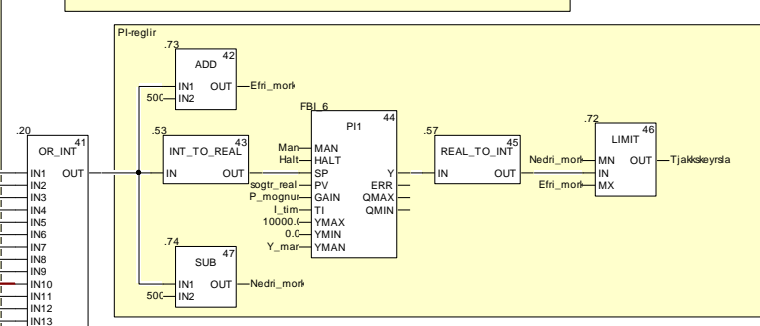 PI-reglir
.73
42
ADD
IN1 OUT Efri_mork
500 IN2
.20
41
OR_INT
IN1 OUT
IN2
IN3
IN4
IN5
IN6
IN7
IN8
IN9
IN10
IN11
IN12
IN13
.53
43
INT_TO_REAL
IN OUT
.74
47
SUB
IN1 OUT Nedri_mork
500 IN2
FBI_6
44
PI1
Man MAN
Halt HALT
SP Y
sogtr_real PV ERR
P_mognur GAIN QMAX
I_tim TI QMIN
10000.0 YMAX
0.0 YMIN
Y_mar YMAN
.57
45
REAL_TO_INT
IN OUT
.72
46
LIMIT
Nedri_mork MN OUT Tjakkskeyrsla
IN
Efri_mork MX